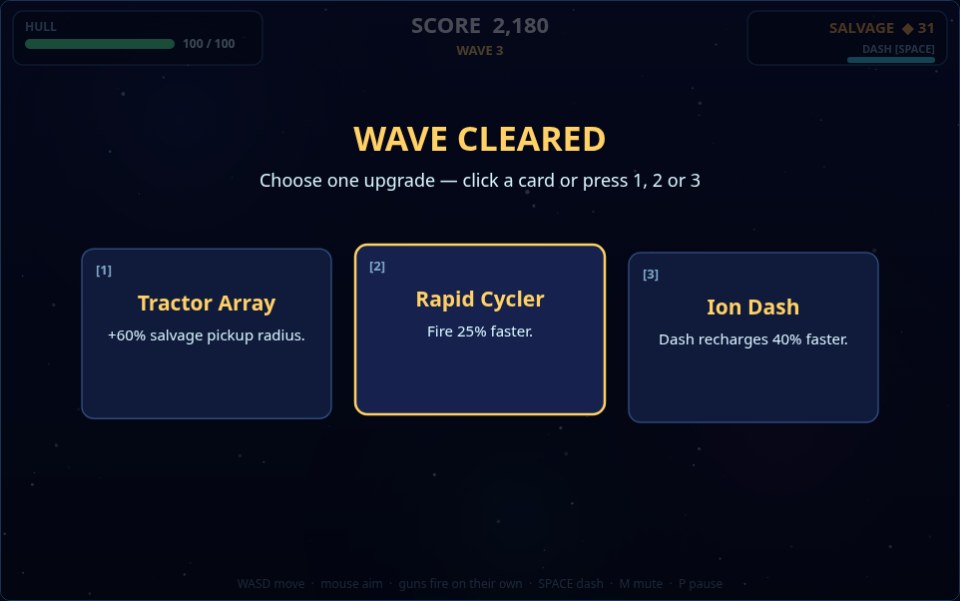 HULL
100 / 100
SCORE 2,180
WAVE 3
SALVAGE ◆ 31
DASH [SPACE]
WAVE CLEARED
Choose one upgrade — click a card or press 1, 2 or 3
[1]
Tractor Array
+60% salvage pickup radius.
[2]
Rapid Cycler
Fire 25% faster.
[3]
Ion Dash
Dash recharges 40% faster.
WASD move · mouse aim · guns fire on their own · SPACE dash · M mute · P pause